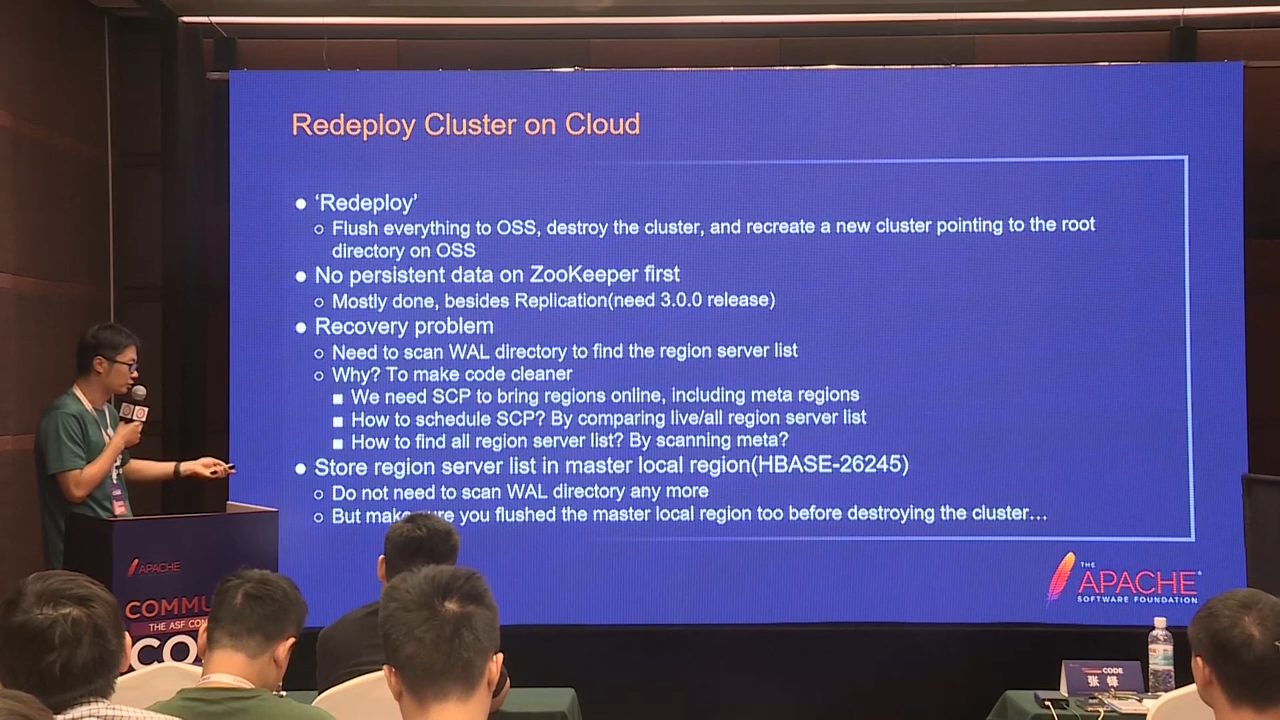 Redeploy Cluster on Cloud
● ‘Redeploy’
○ Flush everything to OSS, destroy the cluster, and recreate a new cluster pointing to the root
directory on OSS
● No persistent data on ZooKeeper first
○ Mostly done, besides Replication(need 3.0.0 release)
● Recovery problem
○ Need to scan WAL directory to find the region server list
○ Why? To make code cleaner
■ We need SCP to bring regions online, including meta regions
■ How to schedule SCP? By comparing live/all region server list
■ How to find all region server list? By scanning meta?
● Store region server list in master local region(HBASE-26245)
○ Do not need to scan WAL directory any more
○ But make sure you flushed the master local region too before destroying the cluster…
THE
APACHE®
SOFTWARE FOUNDATION
APACHE
COMMU
THE ASF CON
CO
CODE
张 铎